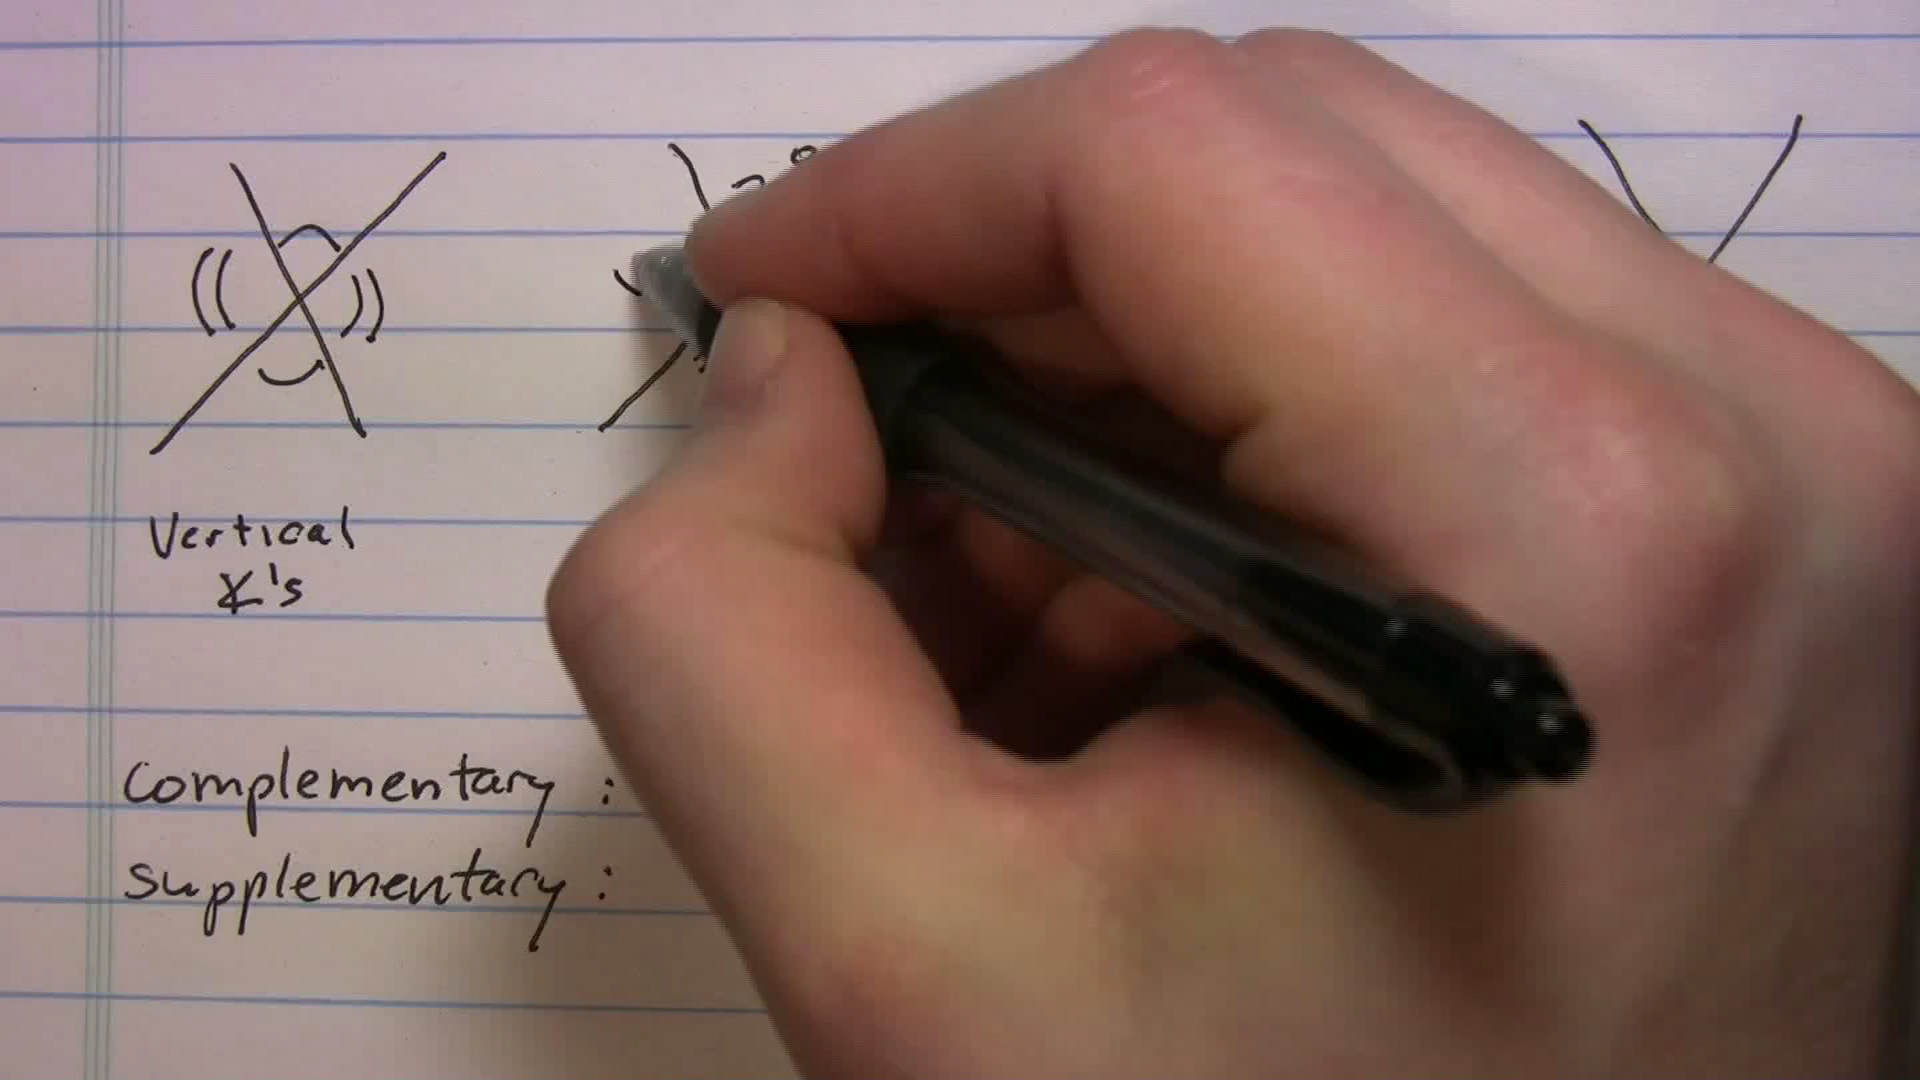 Vertical
∡'s
complementary :
supplementary :